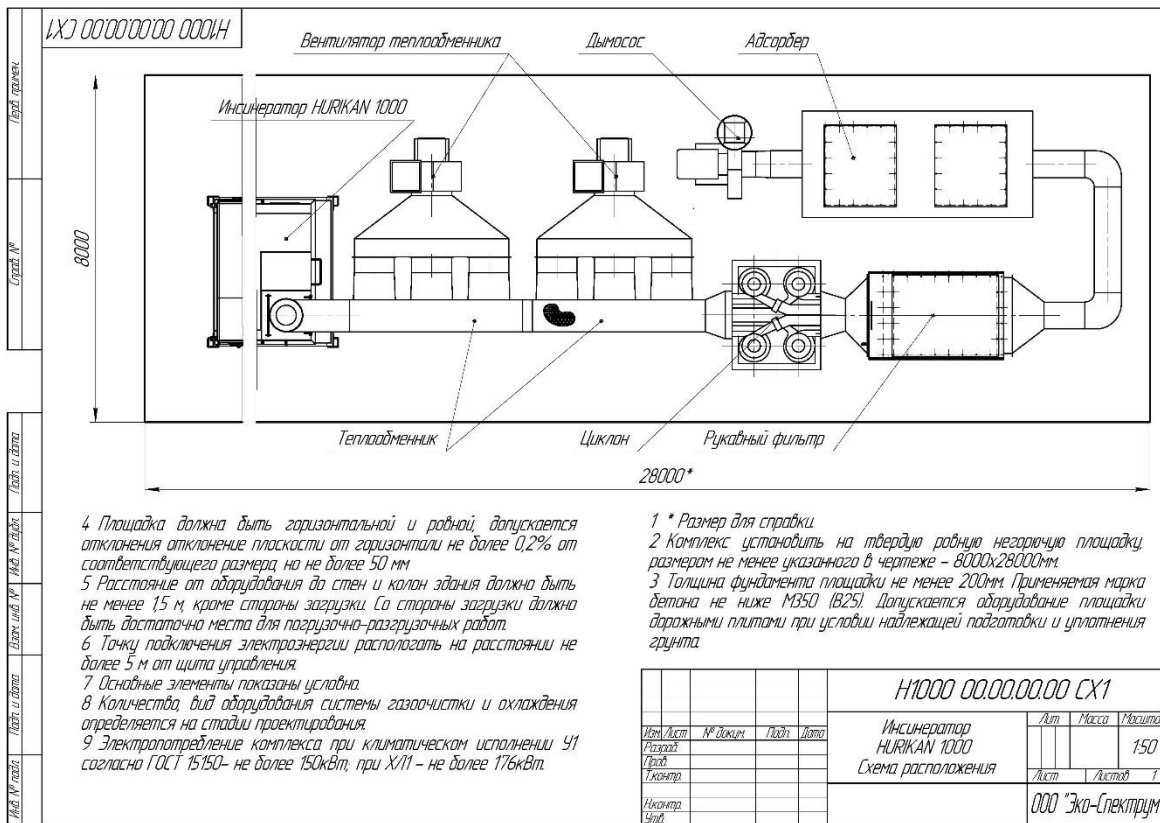 Н1000 00.00.00.00 СХ1
Перв. примен.
Справ. №
Подп. и дата
Инв. № дубл.
Взам. инв. №
Подп. и дата
Инв. № подл.
Вентилятор теплообменника
Дымосос
Адсорбер
Инсинератор HURIKAN 1000
8000
Теплообменник
Циклон
Рукавный фильтр
28000*
1 * Размер для справки.
2 Комплекс установить на твердую ровную негорючую площадку,
размером не менее указанного в чертеже – 8000х28000мм.
3 Толщина фундамента площадки не менее 200мм. Применяемая марка
бетона не ниже М350 (В25). Допускается оборудование площадки
дорожными плитами при условии надлежащей подготовки и уплотнения
грунта.
4 Площадка должна быть горизонтальной и ровной, допускается
отклонения отклонение плоскости от горизонтали не более 0,2% от
соответствующего размера, но не более 50 мм
5 Расстояние от оборудования до стен и колон здания должно быть
не менее 1,5 м, кроме стороны загрузки. Со стороны загрузки должно
быть достаточно места для погрузочно-разгрузочных работ.
6 Точку подключения электроэнергии распологать на расстоянии не
более 5 м от щита управления.
7 Основные элементы показаны условно.
8 Количество, вид оборудования системы газоочистки и охлаждения
определяется на стадии проектирования.
9 Электропотребление комплекса при климатическом исполнении У1
согласно ГОСТ 15150– не более 150кВт; при ХЛ1 – не более 176кВт.
Н1000 00.00.00.00 СХ1
Изм. Лист № докум. Подп. Дата
Разраб.
Пров.
Т.контр.
Н.контр.
Утв.
Инсинератор
HURIKAN 1000
Схема расположения
Лит. Масса Масштаб
1:50
Лист Листов 1
ООО "Эко-Спектрум"